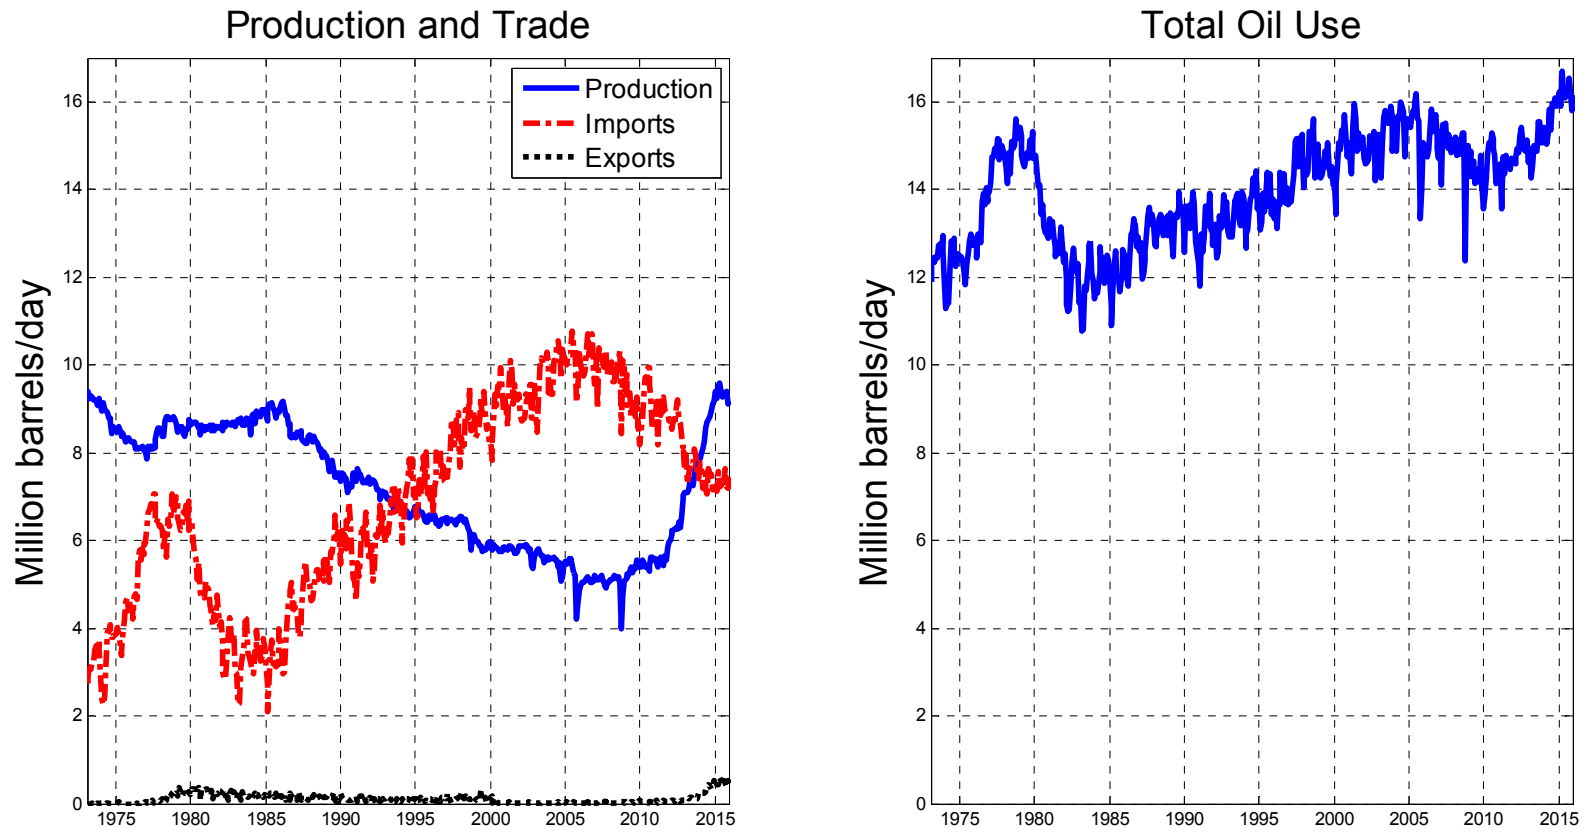 Production and Trade
Million barrels/day
16
14
12
10
8
6
4
2
0
1975 1980 1985 1990 1995 2000 2005 2010 2015
Production
Imports
Exports
Total Oil Use
Million barrels/day
16
14
12
10
8
6
4
2
0
1975 1980 1985 1990 1995 2000 2005 2010 2015